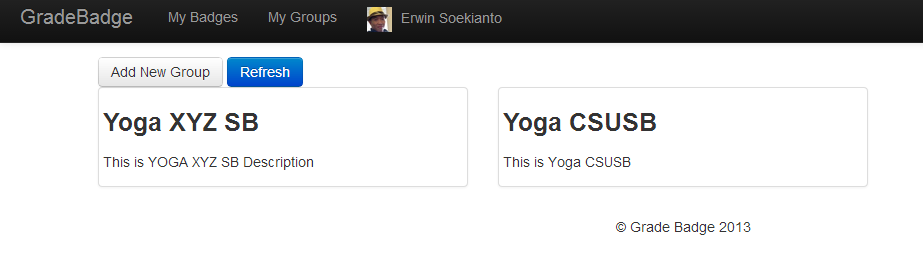 GradeBadge My Badges My Groups Erwin Soekianto
Add New Group Refresh
Yoga XYZ SB
This is YOGA XYZ SB Description
Yoga CSUSB
This is Yoga CSUSB
© Grade Badge 2013